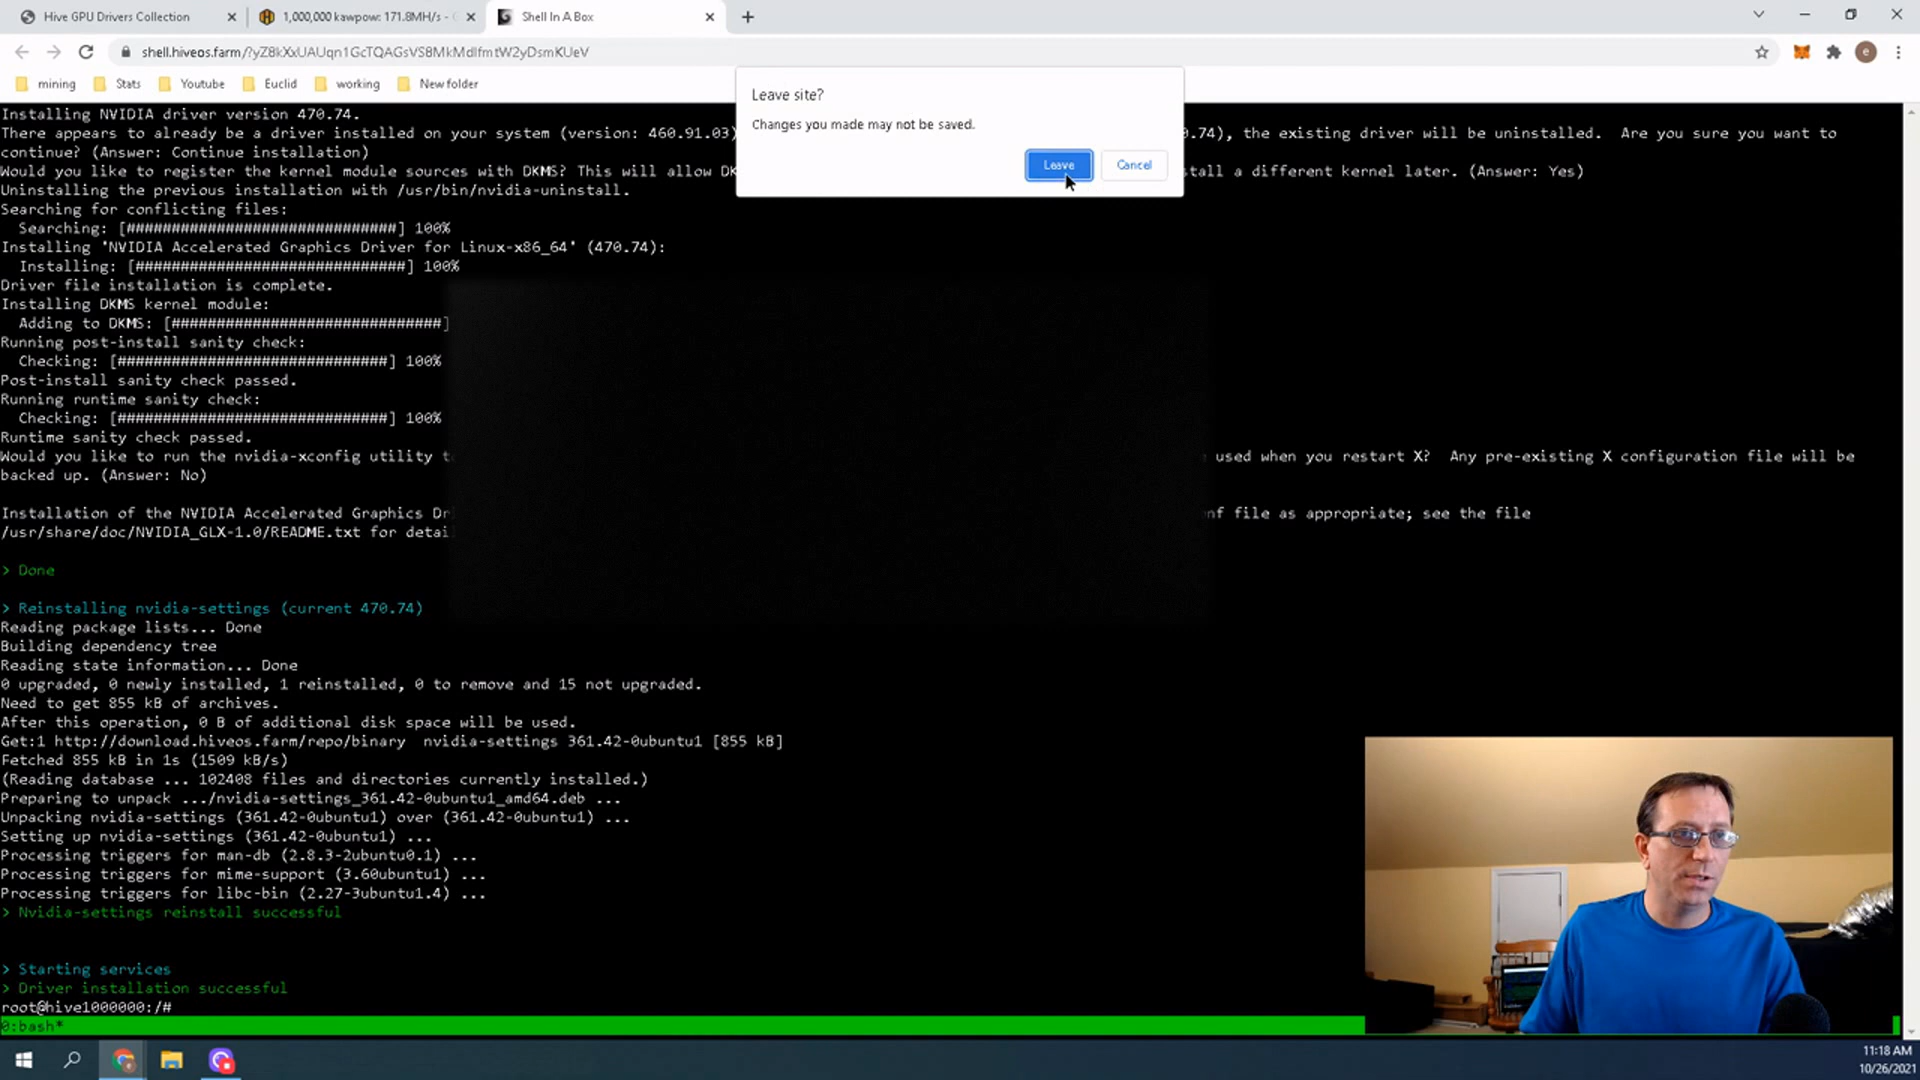 Hive GPU Drivers Collection
1,000,000 kawpow: 171.8MH/s -
Shell In A Box
shell.hiveos.farm/?yZ8kXxUAUqn1GcTQAGsVS8MkMdlfmtW2yDsmKUeV
e
mining
Stats
Youtube
Euclid
working
New folder
Leave site?
Changes you made may not be saved.
Leave
Cancel
Installing NVIDIA driver version 470.74.
There appears to already be a driver installed on your system (version: 460.91.03) 0.74), the existing driver will be uninstalled.  Are you sure you want to
continue? (Answer: Continue installation)
Would you like to register the kernel module sources with DKMS? This will allow DK stall a different kernel later. (Answer: Yes)
Uninstalling the previous installation with /usr/bin/nvidia-uninstall.
Searching for conflicting files:
Searching: [##############################] 100%
Installing 'NVIDIA Accelerated Graphics Driver for Linux-x86_64' (470.74):
Installing: [##############################] 100%
Driver file installation is complete.
Installing DKMS kernel module:
Adding to DKMS: [##############################]
Running post-install sanity check:
Checking: [##############################] 100%
Post-install sanity check passed.
Running runtime sanity check:
Checking: [##############################] 100%
Runtime sanity check passed.
Would you like to run the nvidia-xconfig utility to used when you restart X?  Any pre-existing X configuration file will be
backed up. (Answer: No)
Installation of the NVIDIA Accelerated Graphics Dri nf file as appropriate; see the file
/usr/share/doc/NVIDIA_GLX-1.0/README.txt for detai
> Done
> Reinstalling nvidia-settings (current 470.74)
Reading package lists... Done
Building dependency tree
Reading state information... Done
0 upgraded, 0 newly installed, 1 reinstalled, 0 to remove and 15 not upgraded.
Need to get 855 kB of archives.
After this operation, 0 B of additional disk space will be used.
Get:1 http://download.hiveos.farm/repo/binary  nvidia-settings 361.42-0ubuntu1 [855 kB]
Fetched 855 kB in 1s (1509 kB/s)
(Reading database ... 102408 files and directories currently installed.)
Preparing to unpack .../nvidia-settings_361.42-0ubuntu1_amd64.deb ...
Unpacking nvidia-settings (361.42-0ubuntu1) over (361.42-0ubuntu1) ...
Setting up nvidia-settings (361.42-0ubuntu1) ...
Processing triggers for man-db (2.8.3-2ubuntu0.1) ...
Processing triggers for mime-support (3.60ubuntu1) ...
Processing triggers for libc-bin (2.27-3ubuntu1.4) ...
> Nvidia-settings reinstall successful
> Starting services
> Driver installation successful
root@hive1000000:/#
0:bash*
11:18 AM
10/26/2021